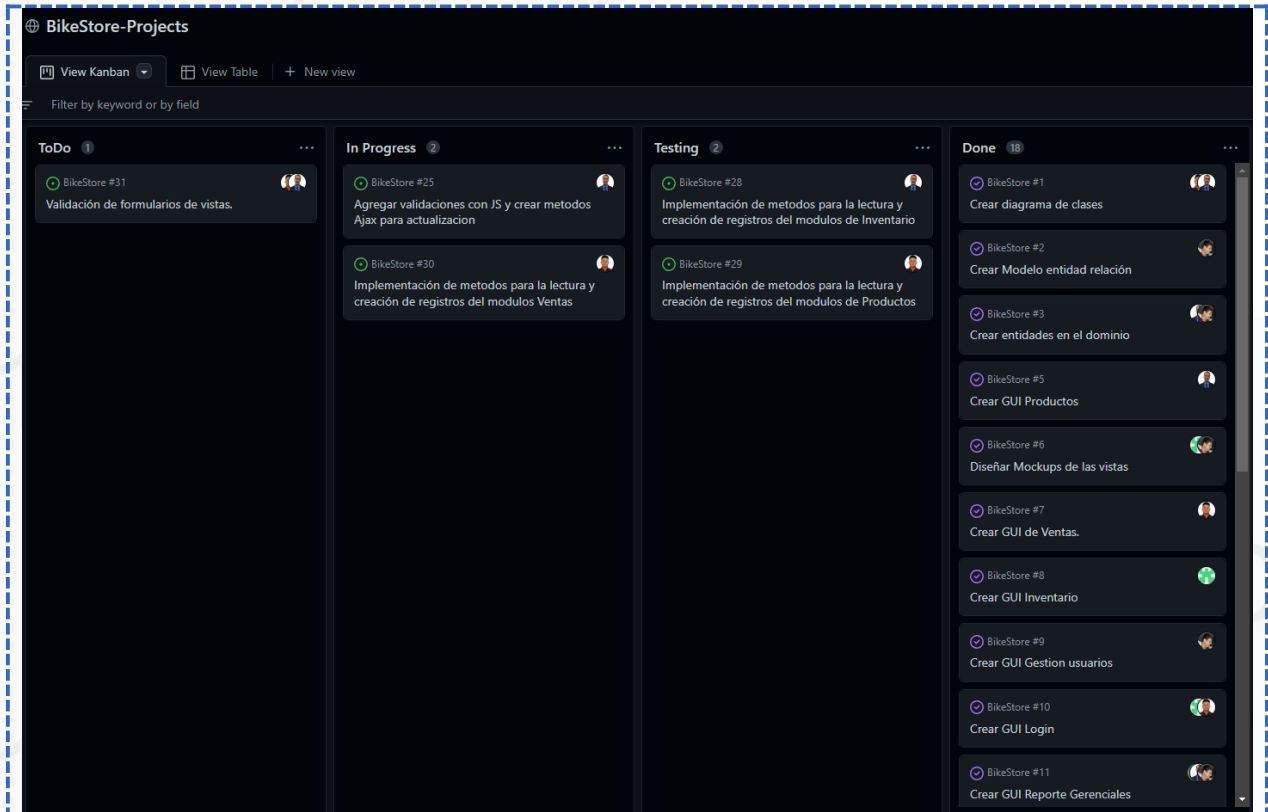 BikeStore-Projects
View Kanban
View Table
New view
Filter by keyword or by field
ToDo 1
BikeStore #31
Validación de formularios de vistas.
In Progress 2
BikeStore #25
Agregar validaciones con JS y crear metodos
Ajax para actualizacion
BikeStore #30
Implementación de metodos para la lectura y
creación de registros del modulos Ventas
Testing 2
BikeStore #28
Implementación de metodos para la lectura y
creación de registros del modulos de Inventario
BikeStore #29
Implementación de metodos para la lectura y
creación de registros del modulos de Productos
Done 18
BikeStore #1
Crear diagrama de clases
BikeStore #2
Crear Modelo entidad relación
BikeStore #3
Crear entidades en el dominio
BikeStore #5
Crear GUI Productos
BikeStore #6
Diseñar Mockups de las vistas
BikeStore #7
Crear GUI de Ventas.
BikeStore #8
Crear GUI Inventario
BikeStore #9
Crear GUI Gestion usuarios
BikeStore #10
Crear GUI Login
BikeStore #11
Crear GUI Reporte Gerenciales